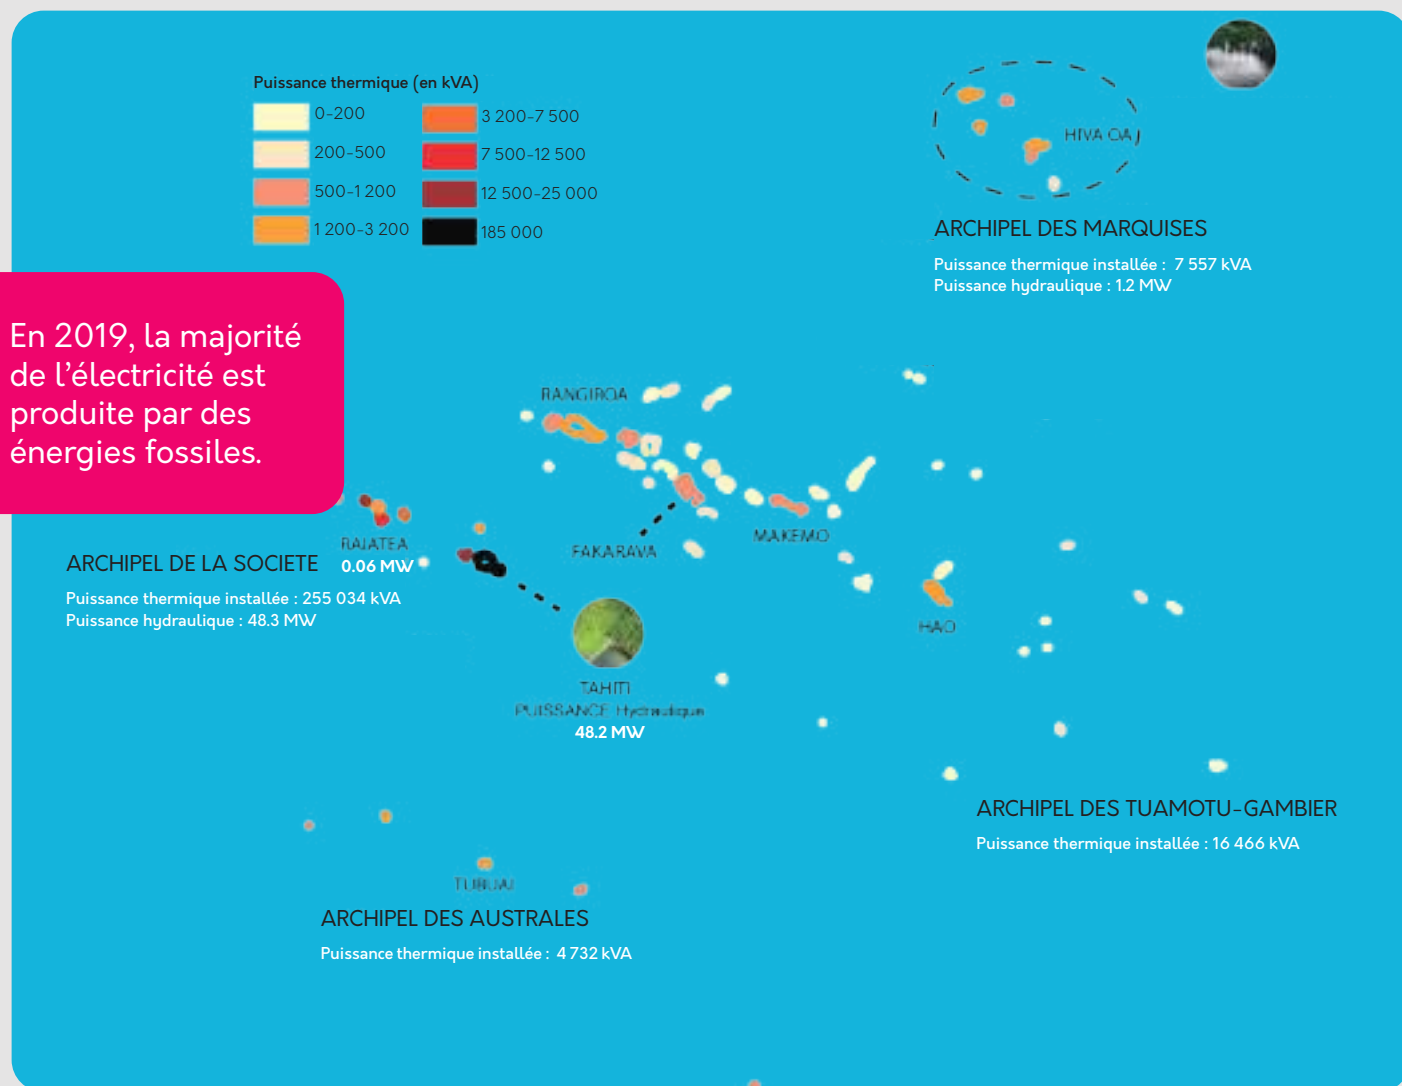 Puissance thermique (en kVA)
0-200
200-500
500-1 200
1 200-3 200
3 200-7 500
7 500-12 500
12 500-25 000
185 000
HIVA OA
ARCHIPEL DES MARQUISES
Puissance thermique installée : 7 557 kVA
Puissance hydraulique : 1.2 MW
En 2019, la majorité
de l'électricité est
produite par des
énergies fossiles.
RANGIROA
RAIATEA
0.06 MW
FAKARAVA
MAKEMO
ARCHIPEL DE LA SOCIETE
Puissance thermique installée : 255 034 kVA
Puissance hydraulique : 48.3 MW
HAO
TAHITI
PUISSANCE Hydraulique
48.2 MW
ARCHIPEL DES TUAMOTU-GAMBIER
Puissance thermique installée : 16 466 kVA
TUBUAI
ARCHIPEL DES AUSTRALES
Puissance thermique installée : 4 732 kVA